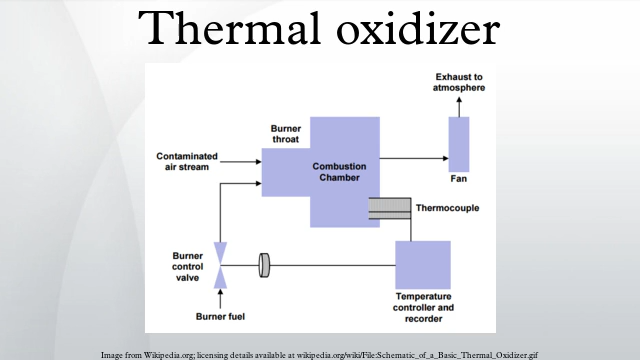 Thermal oxidizer
Exhaust to
atmosphere
Burner
throat
Contaminated
air stream
Combustion
Chamber
Fan
Thermocouple
Burner
control
valve
Temperature
controller and
recorder
Burner fuel
Image from Wikipedia.org; licensing details available at wikipedia.org/wiki/File:Schematic_of_a_Basic_Thermal_Oxidizer.gif